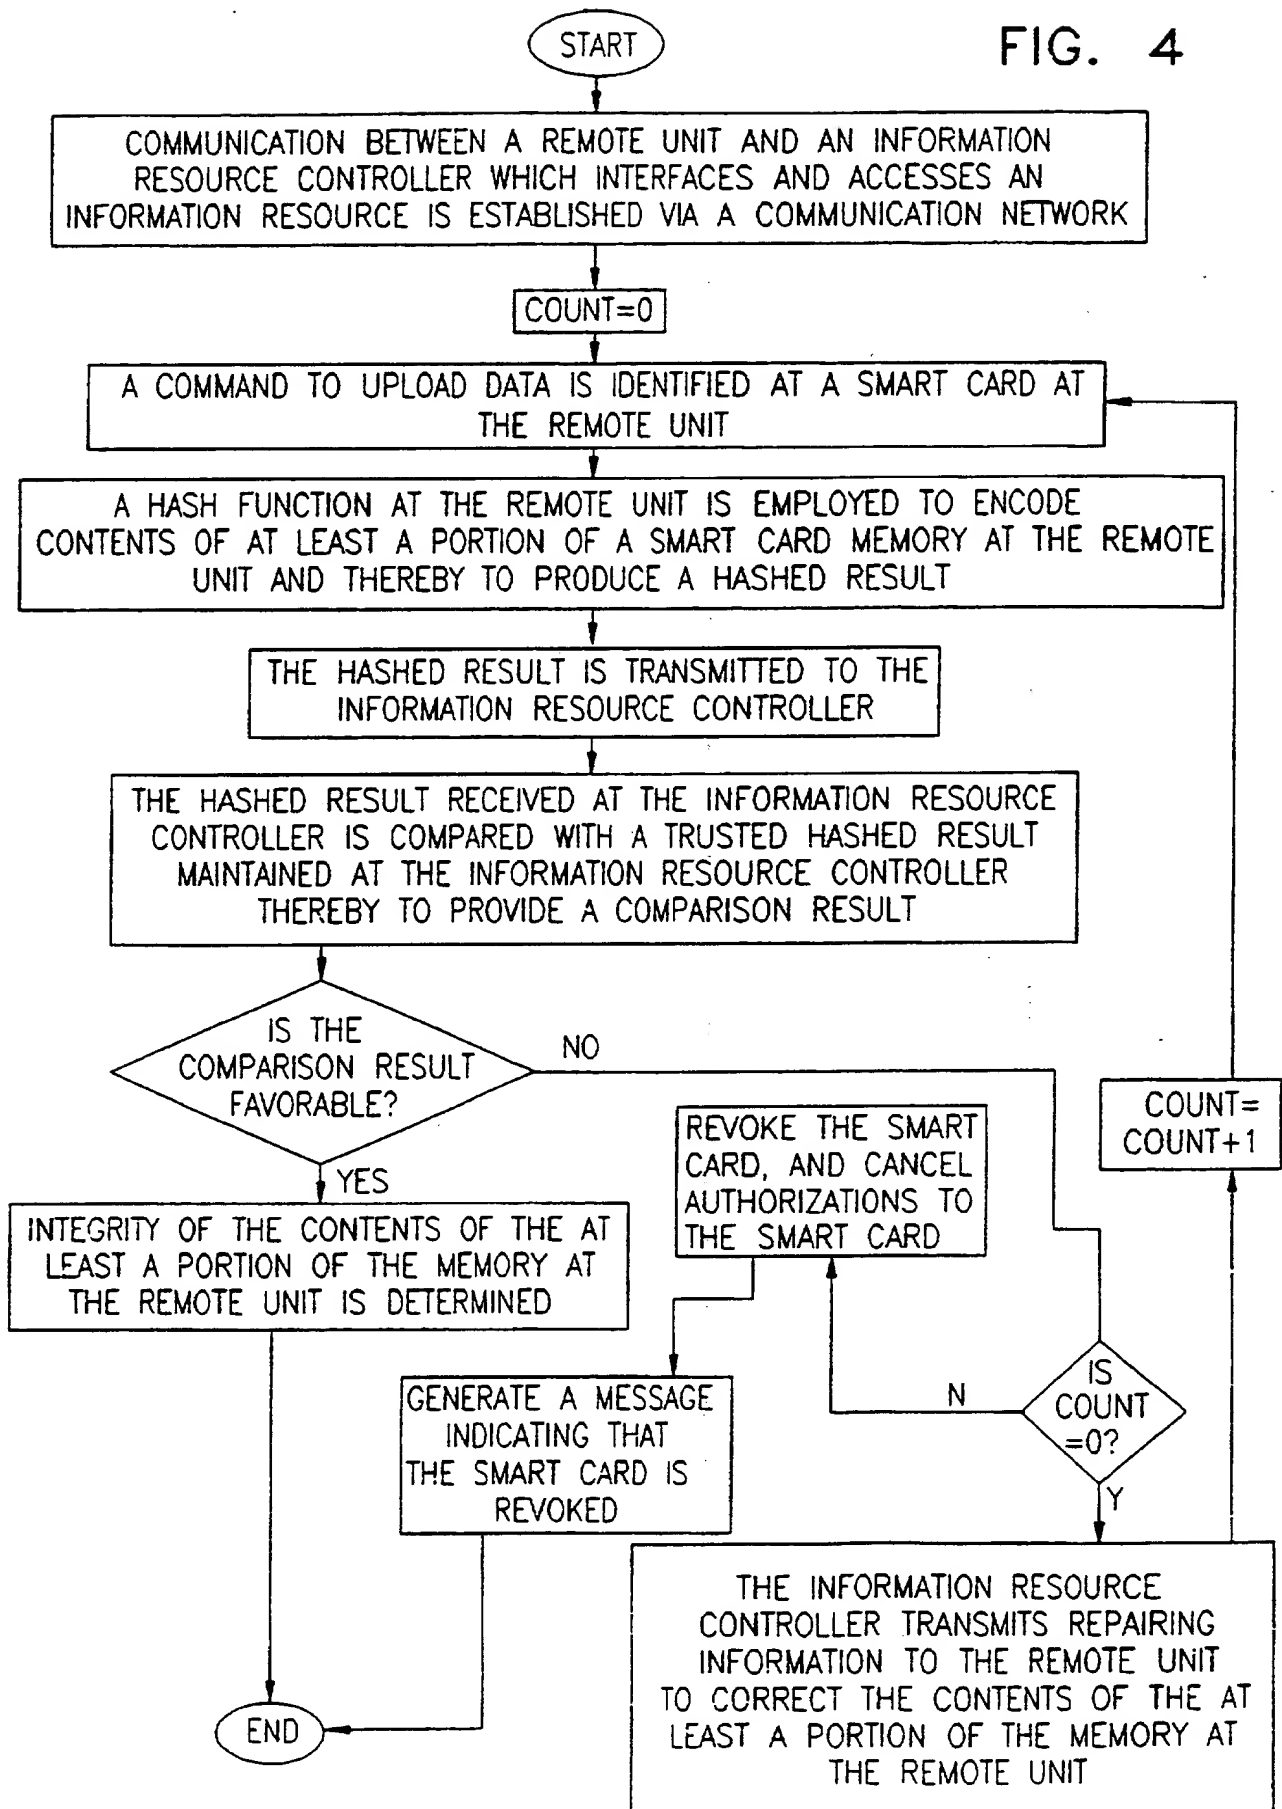 START
FIG. 4
COMMUNICATION BETWEEN A REMOTE UNIT AND AN INFORMATION
RESOURCE CONTROLLER WHICH INTERFACES AND ACCESSES AN
INFORMATION RESOURCE IS ESTABLISHED VIA A COMMUNICATION NETWORK
COUNT=0
A COMMAND TO UPLOAD DATA IS IDENTIFIED AT A SMART CARD AT
THE REMOTE UNIT
A HASH FUNCTION AT THE REMOTE UNIT IS EMPLOYED TO ENCODE
CONTENTS OF AT LEAST A PORTION OF A SMART CARD MEMORY AT THE REMOTE
UNIT AND THEREBY TO PRODUCE A HASHED RESULT
THE HASHED RESULT IS TRANSMITTED TO THE
INFORMATION RESOURCE CONTROLLER
THE HASHED RESULT RECEIVED AT THE INFORMATION RESOURCE
CONTROLLER IS COMPARED WITH A TRUSTED HASHED RESULT
MAINTAINED AT THE INFORMATION RESOURCE CONTROLLER
THEREBY TO PROVIDE A COMPARISON RESULT
IS THE
COMPARISON RESULT
FAVORABLE?
NO
YES
INTEGRITY OF THE CONTENTS OF THE AT
LEAST A PORTION OF THE MEMORY AT
THE REMOTE UNIT IS DETERMINED
REVOKE THE SMART
CARD, AND CANCEL
AUTHORIZATIONS TO
THE SMART CARD
COUNT=
COUNT+1
GENERATE A MESSAGE
INDICATING THAT
THE SMART CARD IS
REVOKED
N
IS
COUNT
=0?
Y
THE INFORMATION RESOURCE
CONTROLLER TRANSMITS REPAIRING
INFORMATION TO THE REMOTE UNIT
TO CORRECT THE CONTENTS OF THE AT
LEAST A PORTION OF THE MEMORY AT
THE REMOTE UNIT
END